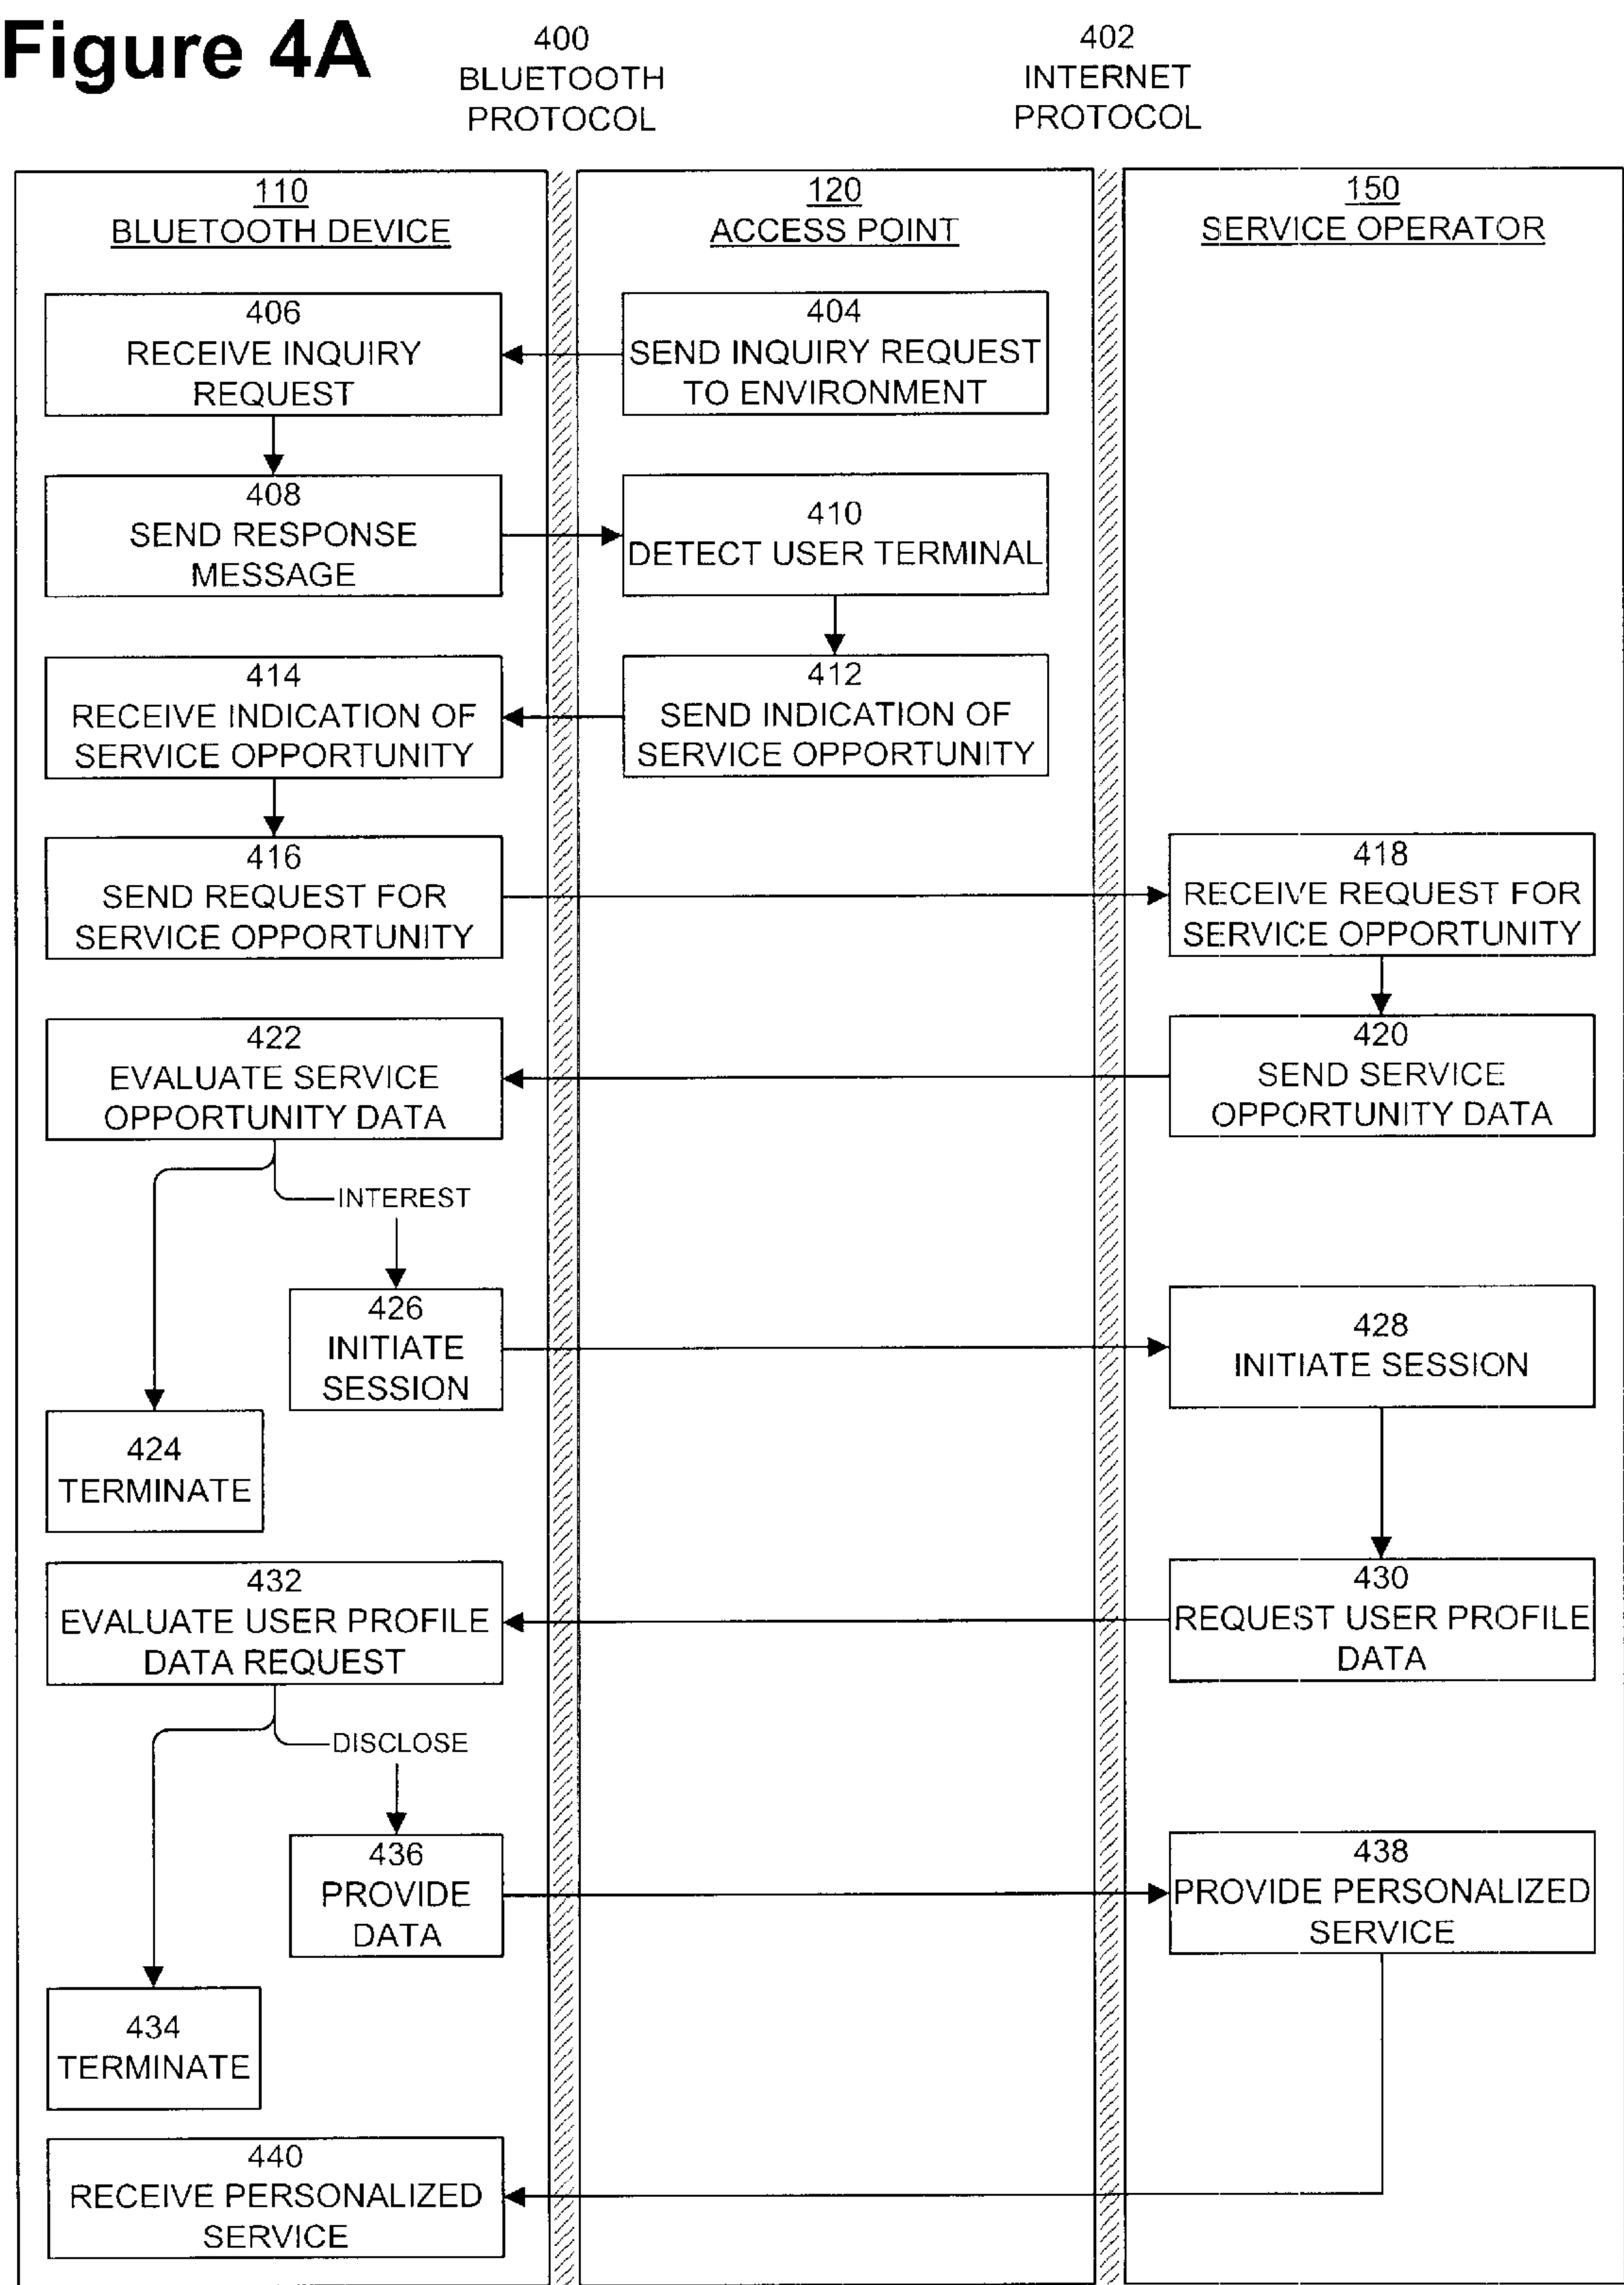 Figure 4A
400
BLUETOOTH
PROTOCOL
402
INTERNET
PROTOCOL
110
BLUETOOTH DEVICE
120
ACCESS POINT
150
SERVICE OPERATOR
406
RECEIVE INQUIRY
REQUEST
404
SEND INQUIRY REQUEST
TO ENVIRONMENT
408
SEND RESPONSE
MESSAGE
410
DETECT USER TERMINAL
414
RECEIVE INDICATION OF
SERVICE OPPORTUNITY
412
SEND INDICATION OF
SERVICE OPPORTUNITY
416
SEND REQUEST FOR
SERVICE OPPORTUNITY
418
RECEIVE REQUEST FOR
SERVICE OPPORTUNITY
422
EVALUATE SERVICE
OPPORTUNITY DATA
420
SEND SERVICE
OPPORTUNITY DATA
INTEREST
426
INITIATE
SESSION
428
INITIATE SESSION
424
TERMINATE
432
EVALUATE USER PROFILE
DATA REQUEST
430
REQUEST USER PROFILE
DATA
DISCLOSE
436
PROVIDE
DATA
438
PROVIDE PERSONALIZED
SERVICE
434
TERMINATE
440
RECEIVE PERSONALIZED
SERVICE